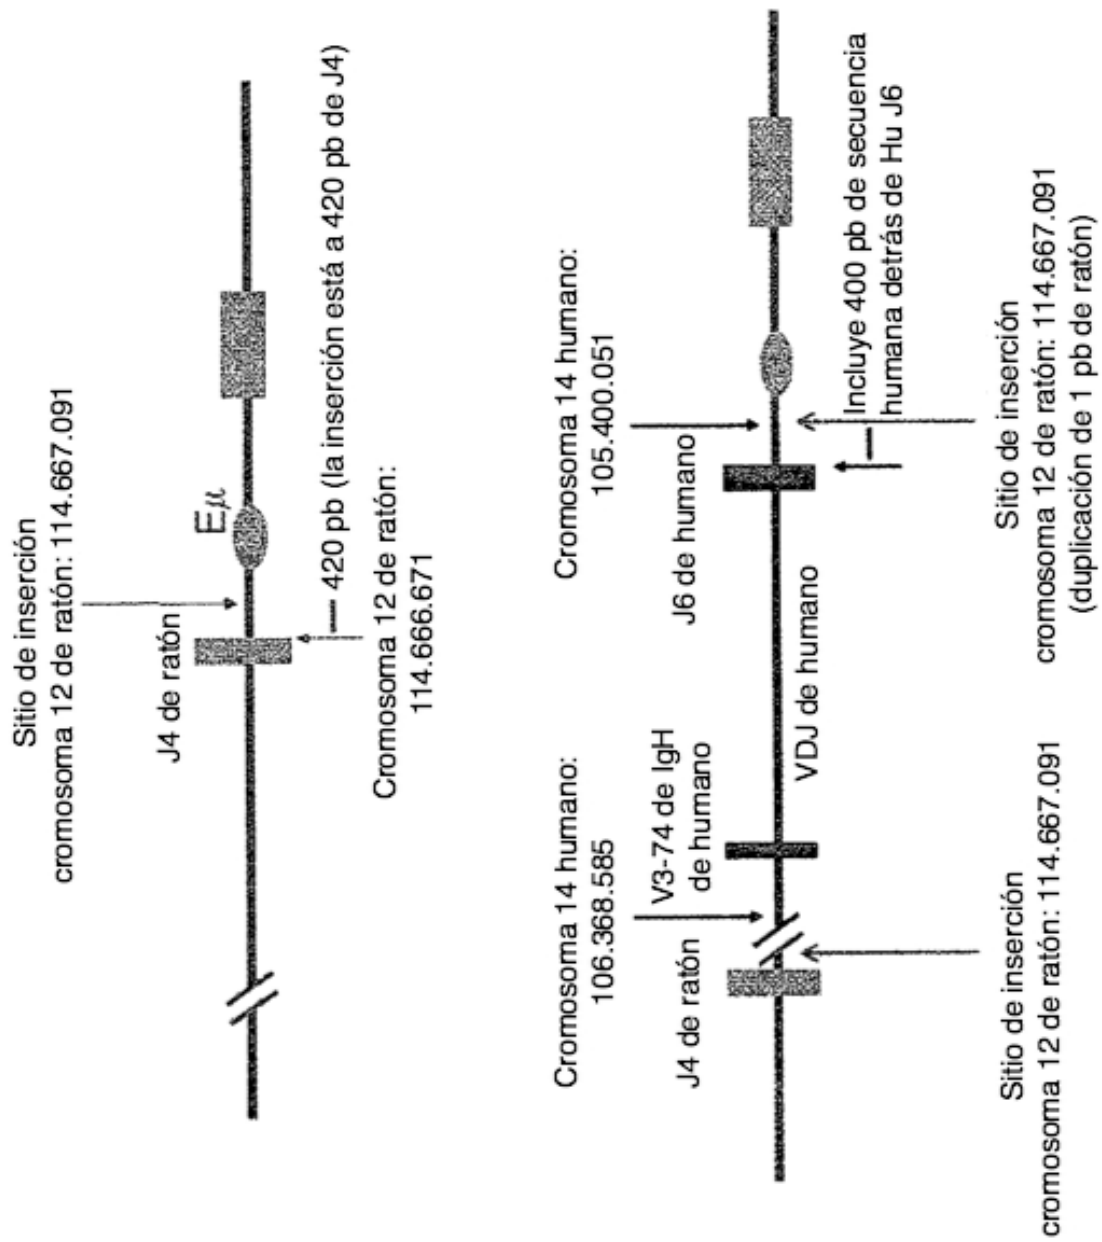 Sitio de inserción
cromosoma 12 de ratón: 114.667.091
J4 de ratón
Eμ
420 pb (la inserción está a 420 pb de J4)
Cromosoma 12 de ratón:
114.666.671
Cromosoma 14 humano:
106.368.585
J4 de ratón
V3-74 de IgH
de humano
VDJ de humano
Cromosoma 14 humano:
105.400.051
J6 de humano
Incluye 400 pb de secuencia
humana detrás de Hu J6
Sitio de inserción
cromosoma 12 de ratón: 114.667.091
Sitio de inserción
cromosoma 12 de ratón: 114.667.091
(duplicación de 1 pb de ratón)